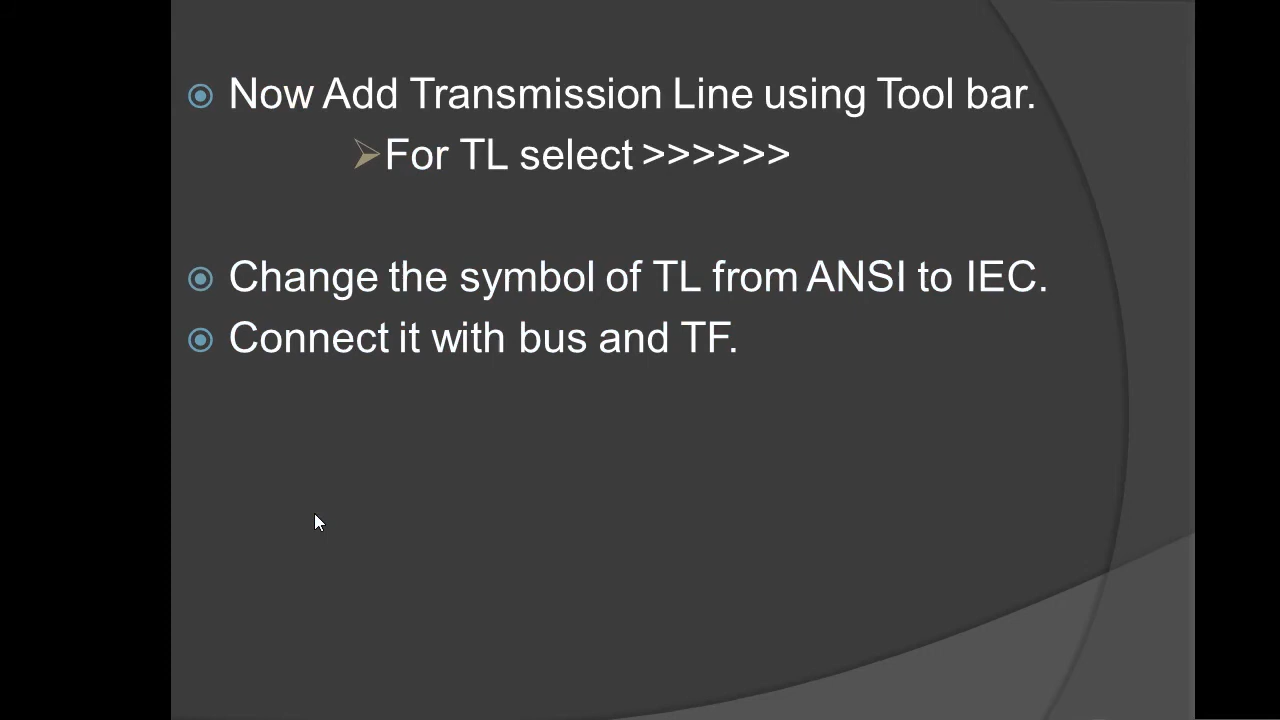 Now Add Transmission Line using Tool bar.
For TL select >>>>>>
Change the symbol of TL from ANSI to IEC.
Connect it with bus and TF.